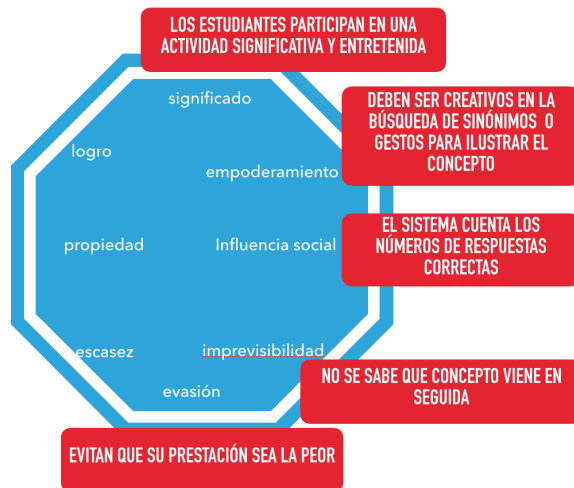 LOS ESTUDIANTES PARTICIPAN EN UNA
ACTIVIDAD SIGNIFICATIVA Y ENTRETENIDA
significado
DEBEN SER CREATIVOS EN LA
BÚSQUEDA DE SINÓNIMOS O
GESTOS PARA ILUSTRAR EL
CONCEPTO
logro
empoderamiento
propiedad
Influencia social
EL SISTEMA CUENTA LOS
NÚMEROS DE RESPUESTAS
CORRECTAS
escasez
imprevisibilidad
NO SE SABE QUE CONCEPTO VIENE EN
SEGUIDA
evasión
EVITAN QUE SU PRESTACIÓN SEA LA PEOR